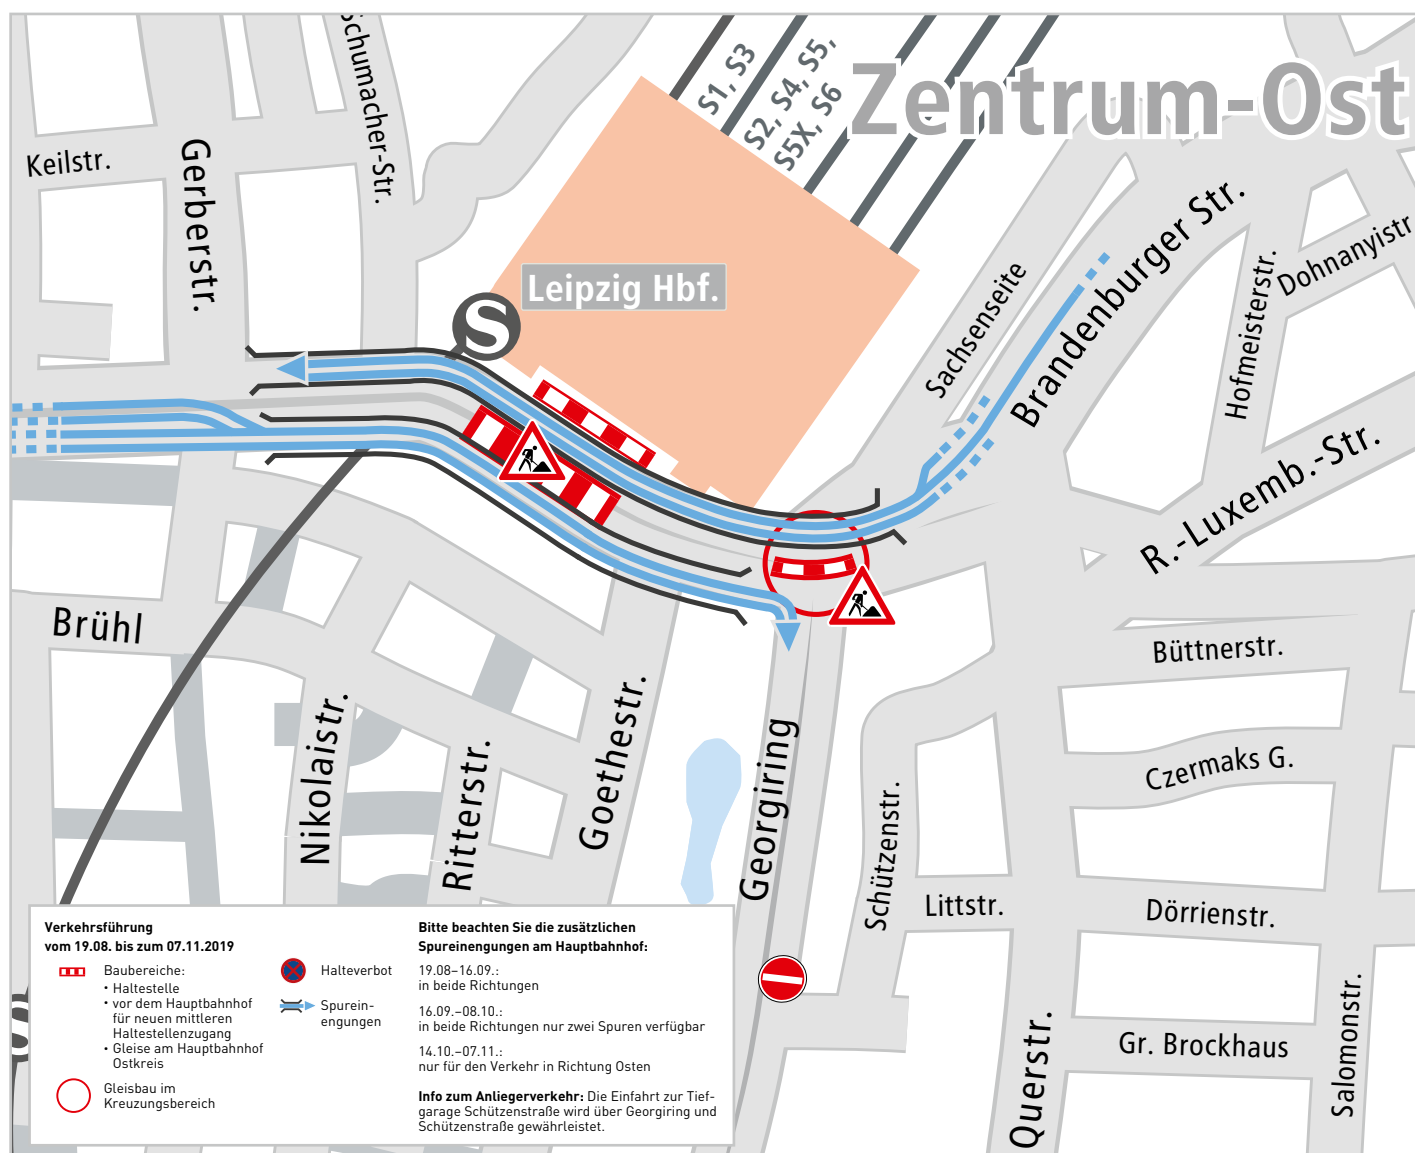 Schumacher-Str.
S1, S3
S2, S4, S5,
S5X, S6
Zentrum-Ost
Keilstr.
Gerberstr.
Leipzig Hbf.
S
Sachsenseite
Brandenburger Str.
Hofmeisterstr.
Dohnanyistr
R.-Luxemb.-Str.
Brühl
Büttnerstr.
Nikolaistr.
Ritterstr.
Goethestr.
Georgiring
Czermaks G.
Schützenstr.
Littstr.
Dörrienstr.
Querstr.
Gr. Brockhaus
Salomonstr.
S
Verkehrsführung
vom 19.08. bis zum 07.11.2019
Baubereiche:
• Haltestelle
• vor dem Hauptbahnhof
für neuen mittleren
Haltestellenzugang
• Gleise am Hauptbahnhof
Ostkreis
Gleisbau im
Kreuzungsbereich
Halteverbot
Spurein-
engungen
Bitte beachten Sie die zusätzlichen
Spureinengungen am Hauptbahnhof:
19.08–16.09.:
in beide Richtungen
16.09.–08.10.:
in beide Richtungen nur zwei Spuren verfügbar
14.10.–07.11.:
nur für den Verkehr in Richtung Osten
Info zum Anliegerverkehr: Die Einfahrt zur Tief-
garage Schützenstraße wird über Georgiring und
Schützenstraße gewährleistet.